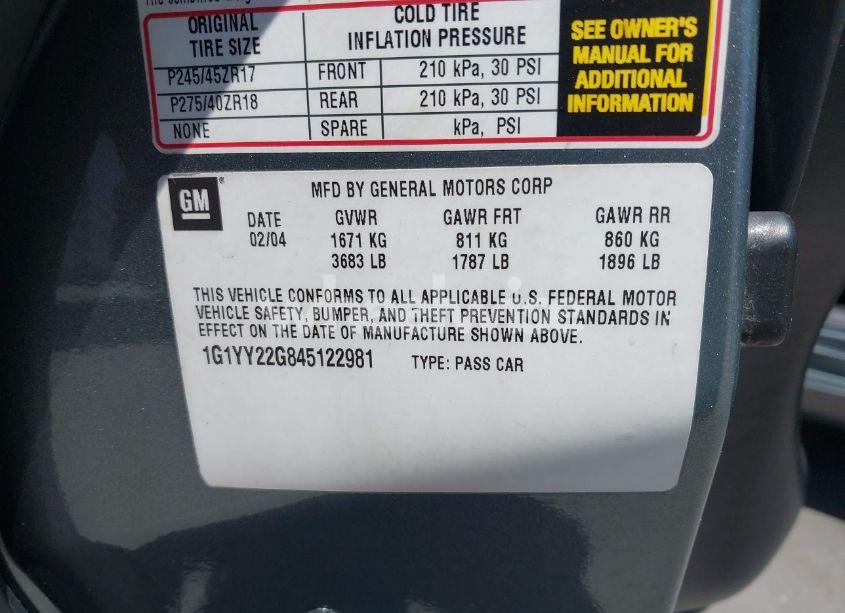 ORIGINAL TIRE SIZE COLD TIRE INFLATION PRESSURE
P245/45ZR17 FRONT 210 kPa, 30 PSI
P275/40ZR18 REAR 210 kPa, 30 PSI
NONE SPARE kPa, PSI
SEE OWNER'S
MANUAL FOR
ADDITIONAL
INFORMATION
GM
MFD BY GENERAL MOTORS CORP
DATE GVWR GAWR FRT GAWR RR
02/04 1671 KG 811 KG 860 KG
3683 LB 1787 LB 1896 LB
THIS VEHICLE CONFORMS TO ALL APPLICABLE U.S. FEDERAL MOTOR
VEHICLE SAFETY, BUMPER, AND THEFT PREVENTION STANDARDS IN
EFFECT ON THE DATE OF MANUFACTURE SHOWN ABOVE.
1G1YY22G845122981 TYPE: PASS CAR